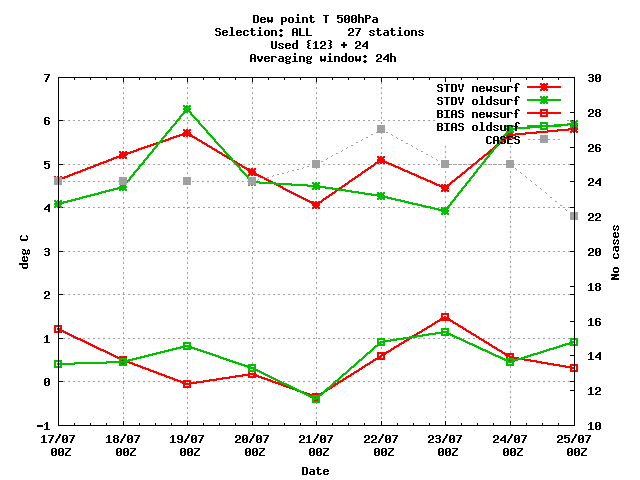 Dew point T 500hPa
Selection: ALL 27 stations
Used {12} + 24
Averaging window: 24h
7
6
5
4
3
2
1
0
-1
deg C
30
28
26
24
22
20
18
16
14
12
10
No cases
STDV newsurf
STDV oldsurf
BIAS newsurf
BIAS oldsurf
CASES
17/07 18/07 19/07 20/07 21/07 22/07 23/07 24/07 25/07
00Z 00Z 00Z 00Z 00Z 00Z 00Z 00Z 00Z
Date